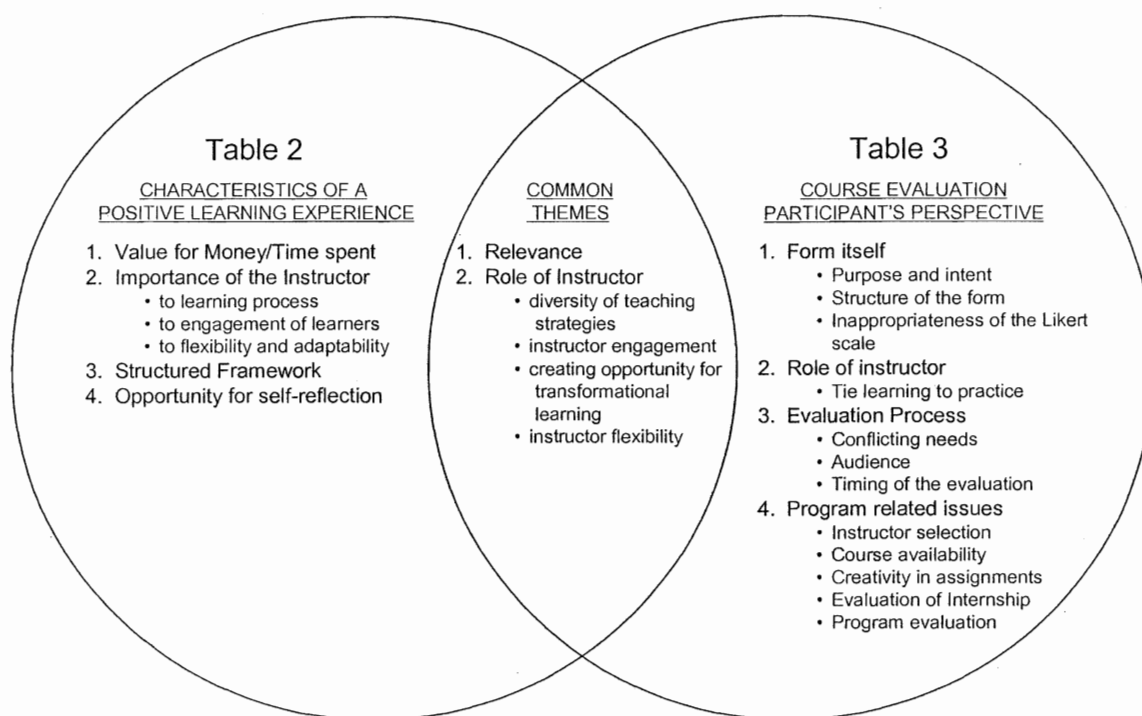 Table 2
CHARACTERISTICS OF A
POSITIVE LEARNING EXPERIENCE
1. Value for Money/Time spent
2. Importance of the Instructor
• to learning process
• to engagement of learners
• to flexibility and adaptability
3. Structured Framework
4. Opportunity for self-reflection
COMMON
THEMES
1. Relevance
2. Role of Instructor
• diversity of teaching
strategies
• instructor engagement
• creating opportunity for
transformational
learning
• instructor flexibility
Table 3
COURSE EVALUATION
PARTICIPANT'S PERSPECTIVE
1. Form itself
• Purpose and intent
• Structure of the form
• Inappropriateness of the Likert
scale
2. Role of instructor
• Tie learning to practice
3. Evaluation Process
• Conflicting needs
• Audience
• Timing of the evaluation
4. Program related issues
• Instructor selection
• Course availability
• Creativity in assignments
• Evaluation of Internship
• Program evaluation